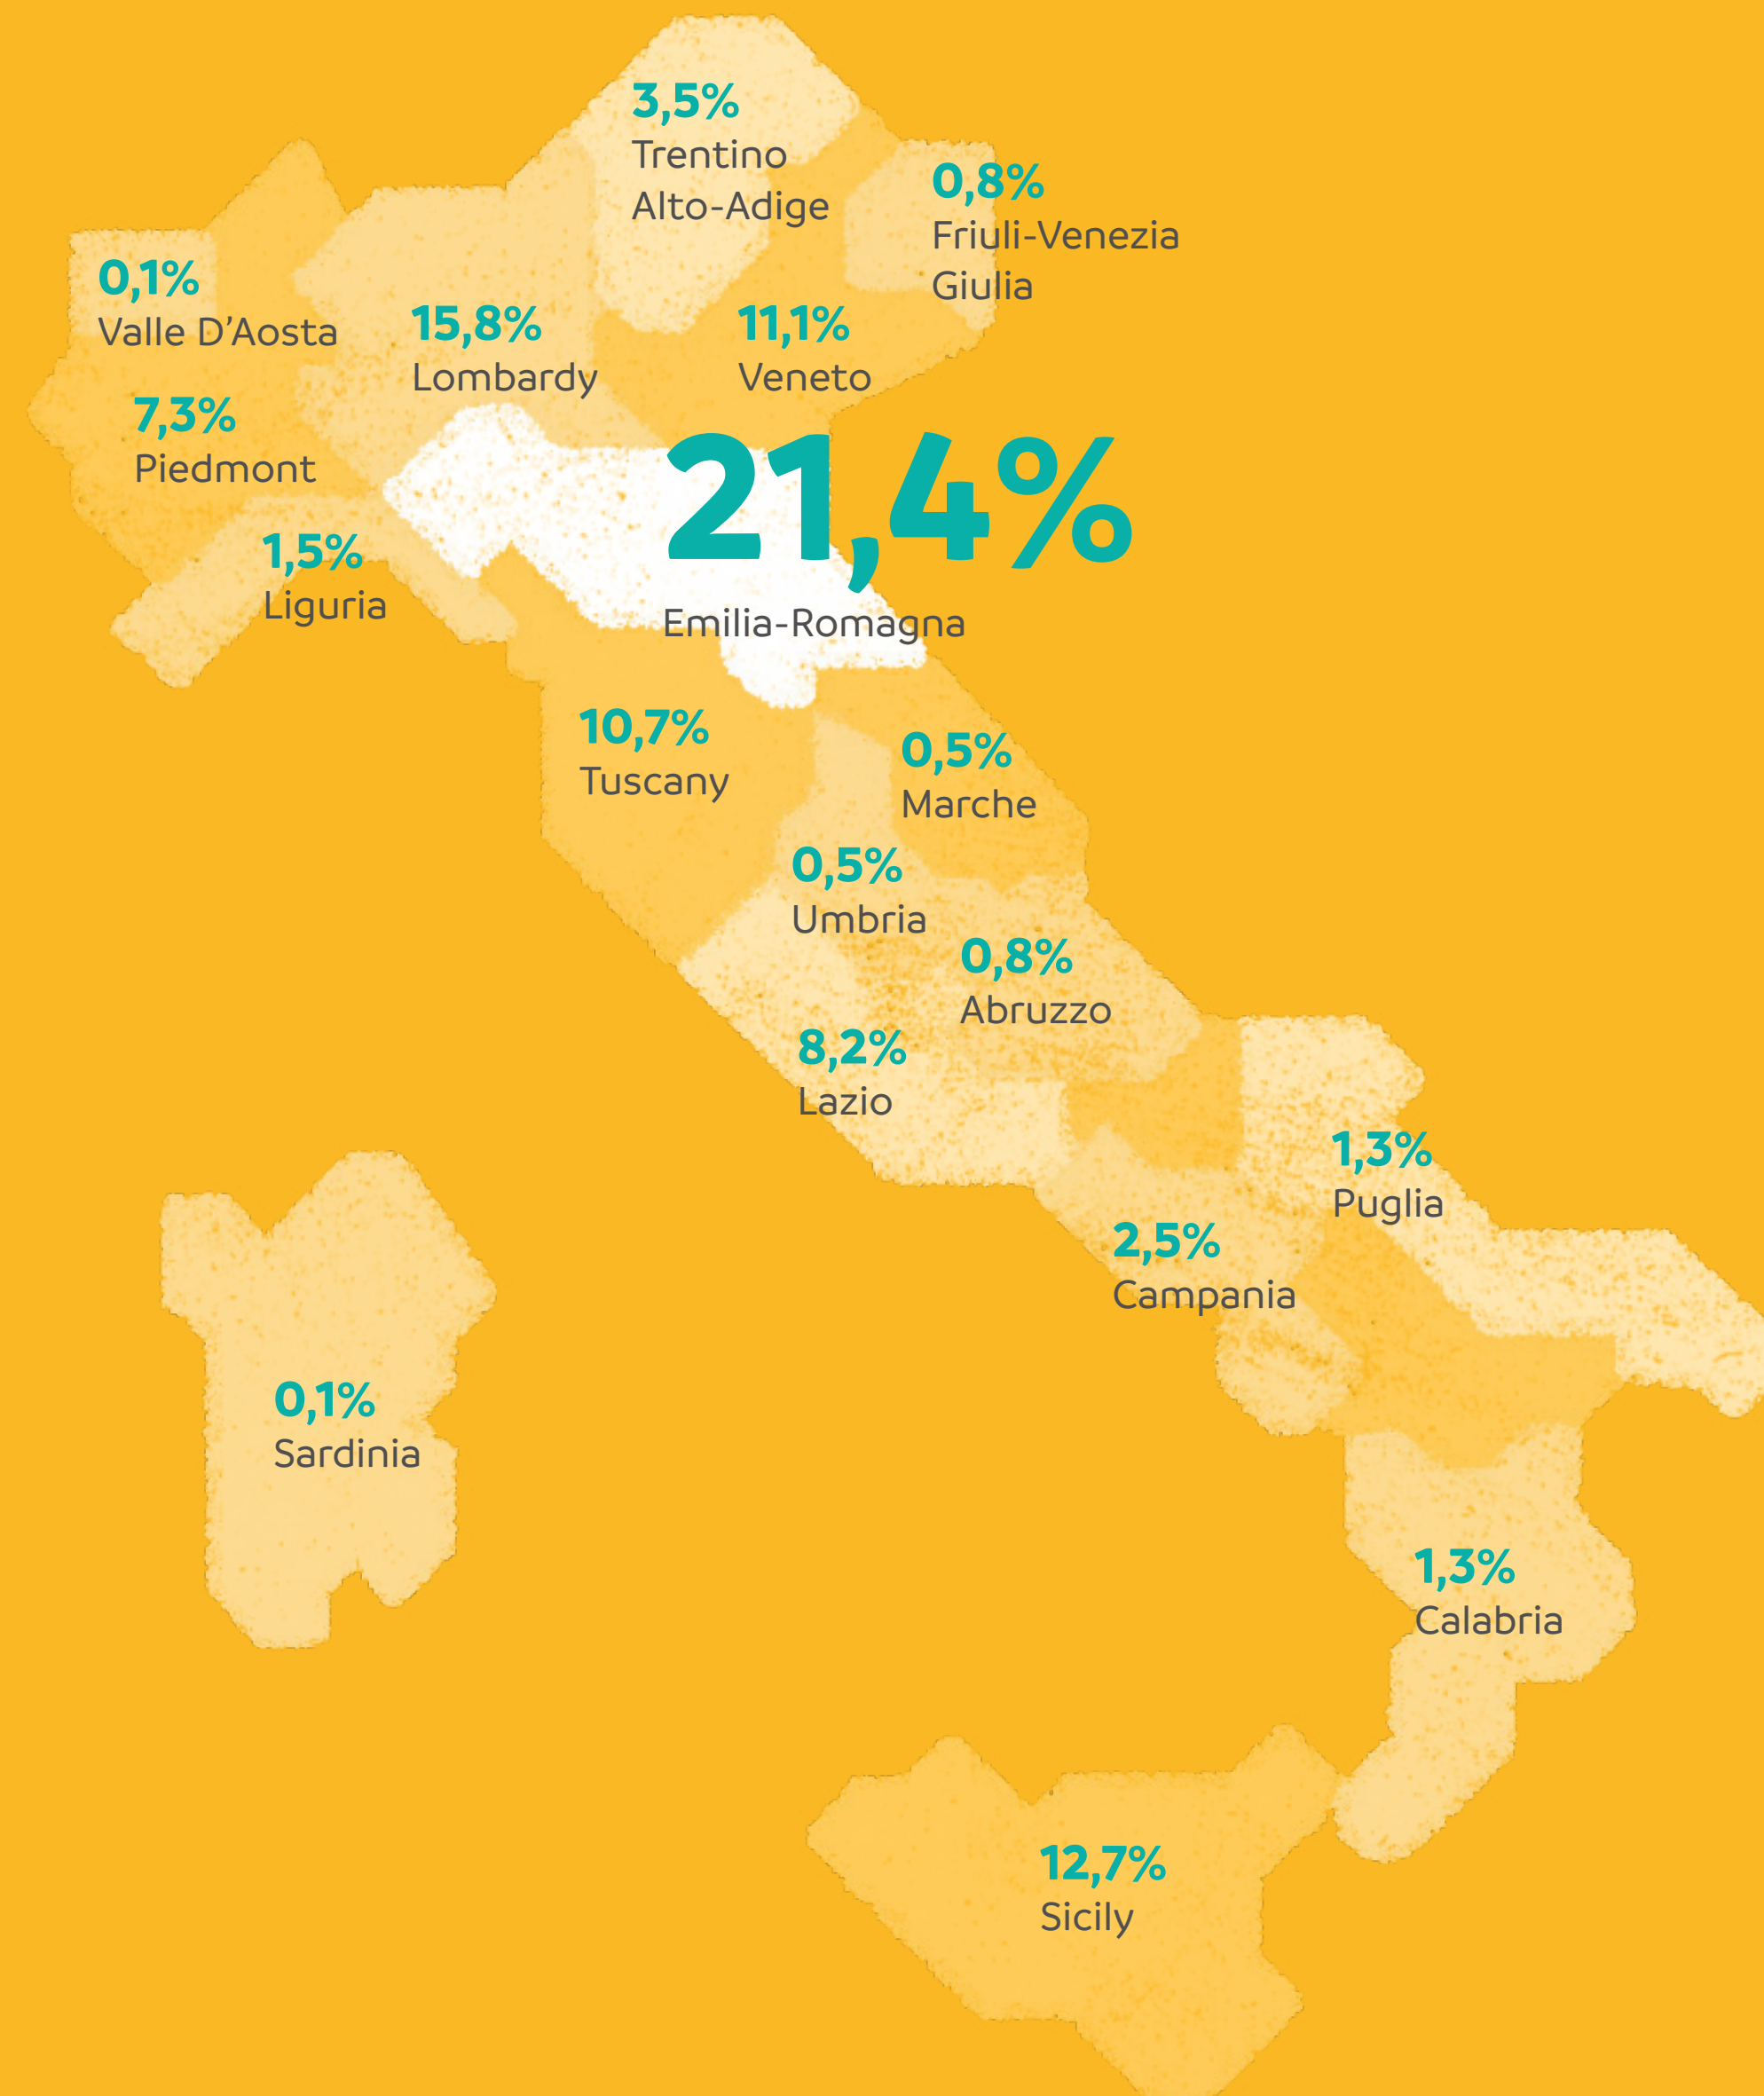 3,5%
Trentino
Alto-Adige
0,8%
Friuli-Venezia
Giulia
0,1%
Valle D’Aosta
15,8%
Lombardy
11,1%
Veneto
7,3%
Piedmont
21,4%
Emilia-Romagna
1,5%
Liguria
10,7%
Tuscany
0,5%
Marche
0,5%
Umbria
0,8%
Abruzzo
8,2%
Lazio
1,3%
Puglia
2,5%
Campania
0,1%
Sardinia
1,3%
Calabria
12,7%
Sicily